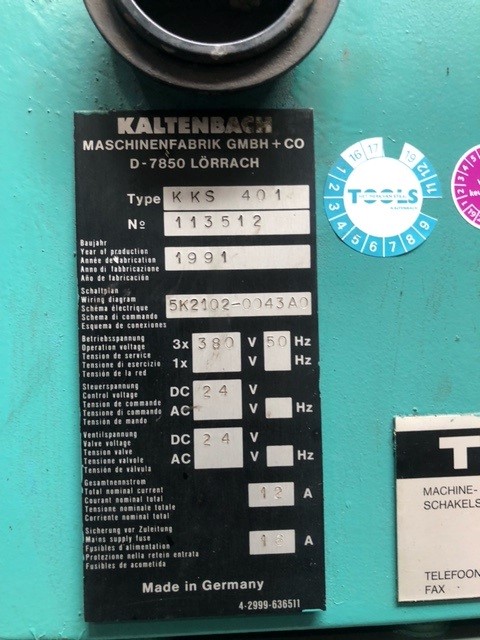 KALTENBACH
MASCHINENFABRIK GMBH + CO
D-7850 LÖRRACH
Type KKS 401
No 113512
Baujahr
Year of production
Année de fabrication
Anno di fabbricazione
Año de fabricación
1991
Schaltplan
Wiring diagram
Schéma électrique
Schema di commando
Esquema de conexiones
5K2102-0043A0
Betriebsspannung
Operation voltage
Tension de service
Tensione di esercizio
Tensión de la red
3x 380 V 50 Hz
1x V Hz
Steuerspannung
Control voltage
Tension de commande
Tensione di comando
Tensión de mando
DC 24 V
AC V Hz
Ventilspannung
Valve voltage
Tension valve
Tensione valvole
Tensión de válvula
DC 24 V
AC V Hz
Gesamtnennstrom
Total nominal current
Courant nominal total
Tensione nominale totale
Corriente nominal total
12 A
Sicherung vor Zuleitung
Mains supply fuse
Fusibles d'alimentation
Protezione nella retein entrata
Fusibles de acometida
16 A
Made in Germany
4-2999-636511
16 17 19
1 2 3 4 5 6 7 8 9 11 12
TOOLS
T
MACHINE-
SCHAKELS
TELEFOON
FAX